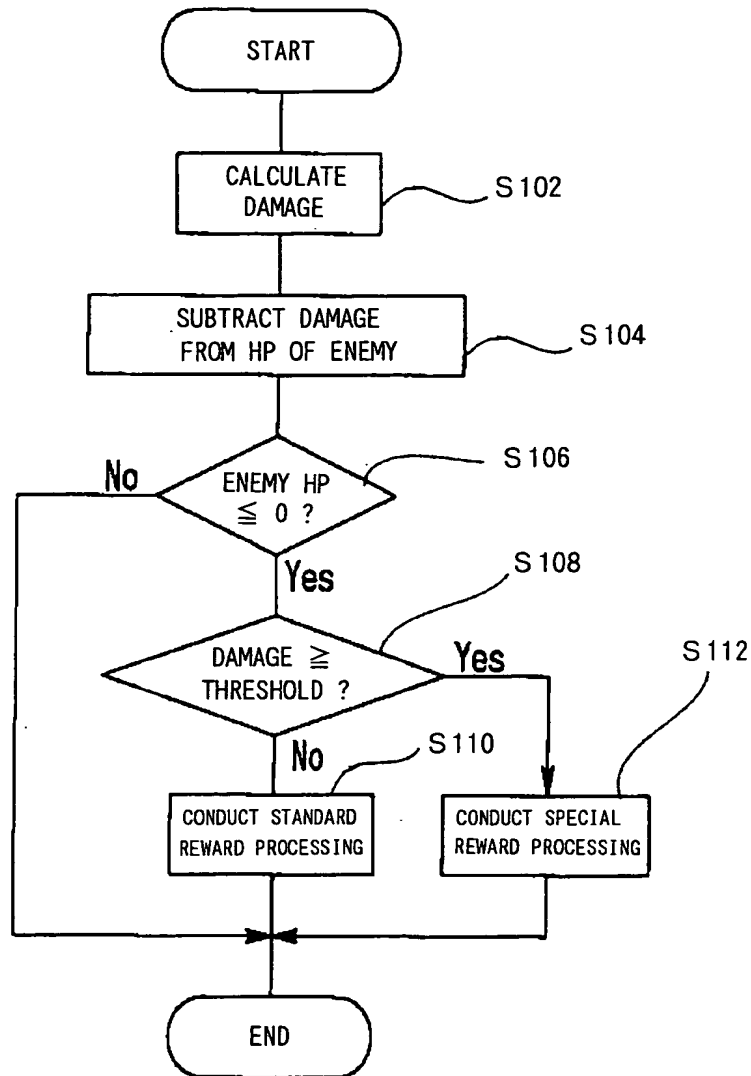 START
CALCULATE
DAMAGE
S102
SUBTRACT DAMAGE
FROM HP OF ENEMY
S104
No
ENEMY HP
≦ 0 ?
S106
Yes
S108
DAMAGE ≧
THRESHOLD ?
Yes
S112
No
S110
CONDUCT STANDARD
REWARD PROCESSING
CONDUCT SPECIAL
REWARD PROCESSING
END